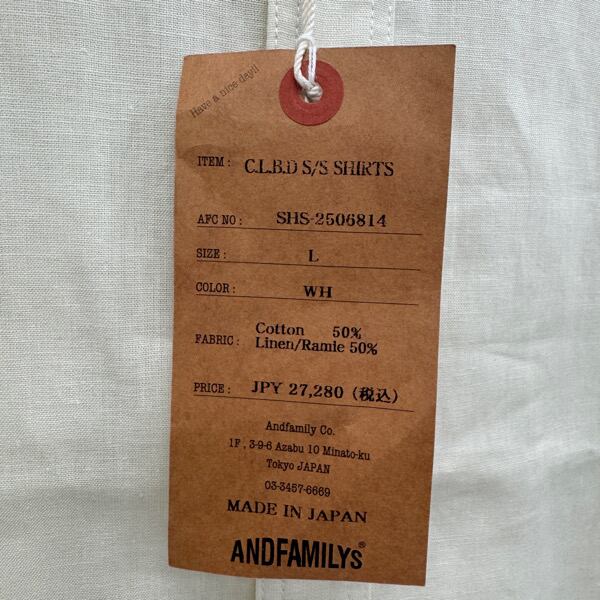 Have a nice day!!
ITEM : C.L.B.D S/S SHIRTS
AFC NO : SHS-2506814
SIZE : L
COLOR : WH
FABRIC : Cotton 50%
Linen/Ramie 50%
PRICE : JPY 27,280 (税込)
Andfamily Co.
1F , 3-9-6 Azabu 10 Minato-ku
Tokyo JAPAN
03-3457-6669
MADE IN JAPAN
ANDFAMILYS®